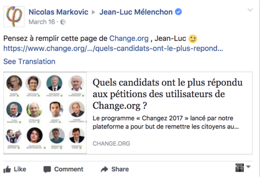 Nicolas Markovic ▸ Jean-Luc Mélenchon
March 16 ·
Pensez à remplir cette page de Change.org , Jean-Luc 😉
https://www.change.org/.../quels-candidats-ont-le-plus-repond...
See Translation
Quels candidats ont le plus répondu
aux pétitions des utilisateurs de
Change.org ?
Le programme « Changez 2017 » lancé par notre
plateforme a pour but de remettre les citoyens au...
CHANGE.ORG
Like Comment Share